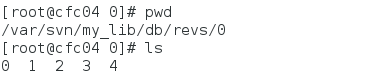 [root@cfc04 0]# pwd
/var/svn/my_lib/db/revs/0
[root@cfc04 0]# ls
0  1  2  3  4